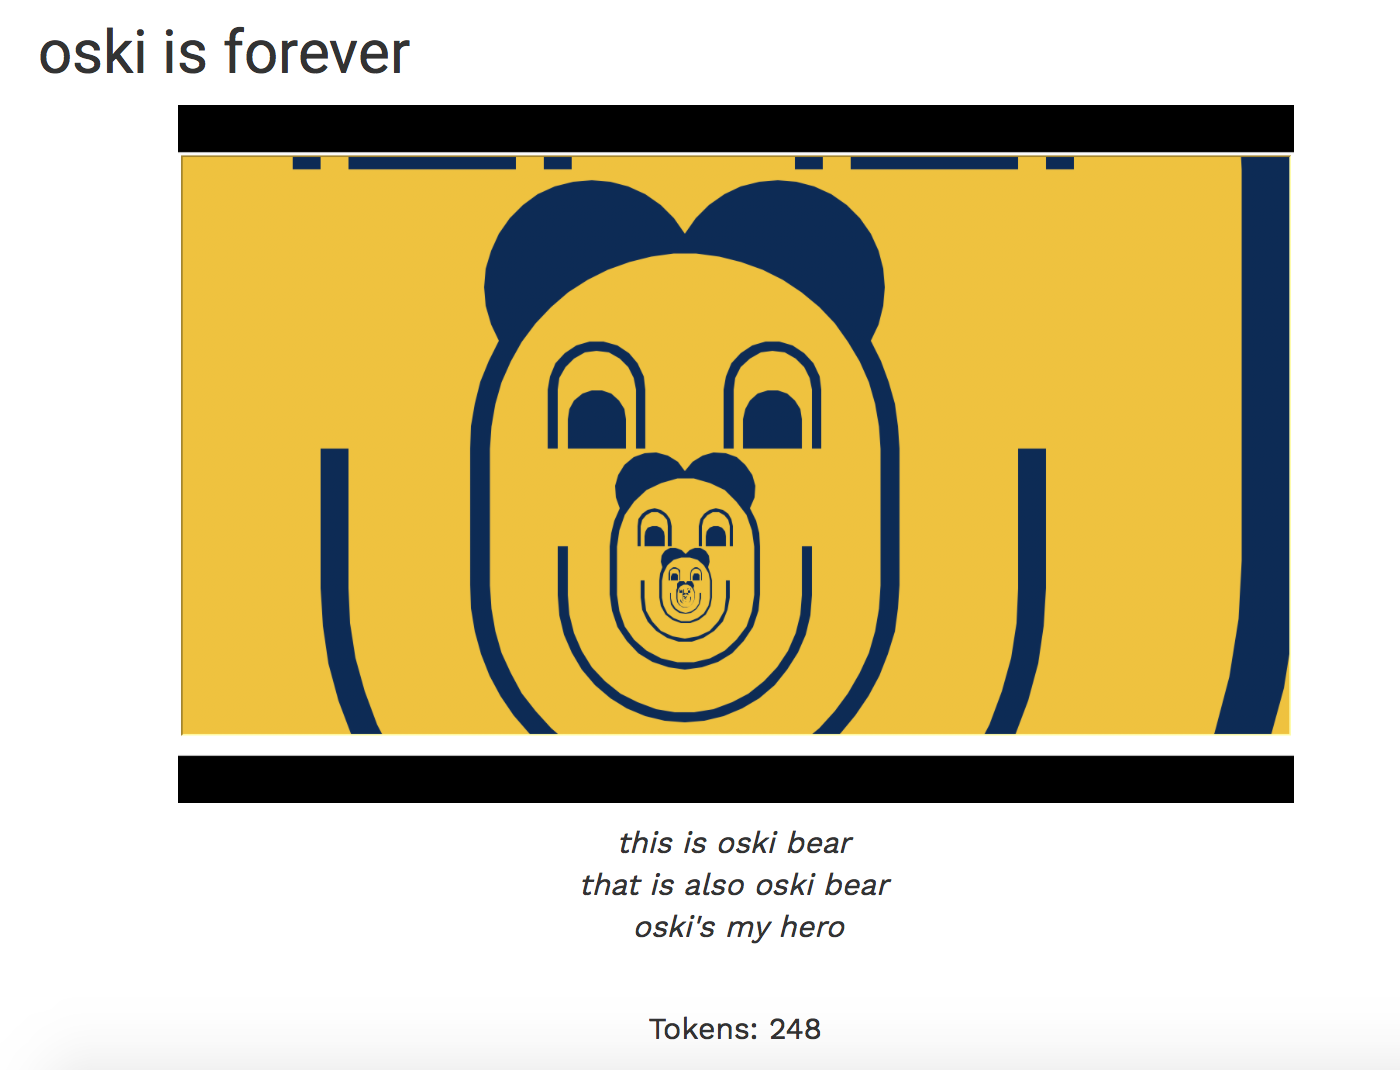 oski is forever
this is oski bear
that is also oski bear
oski's my hero
Tokens: 248